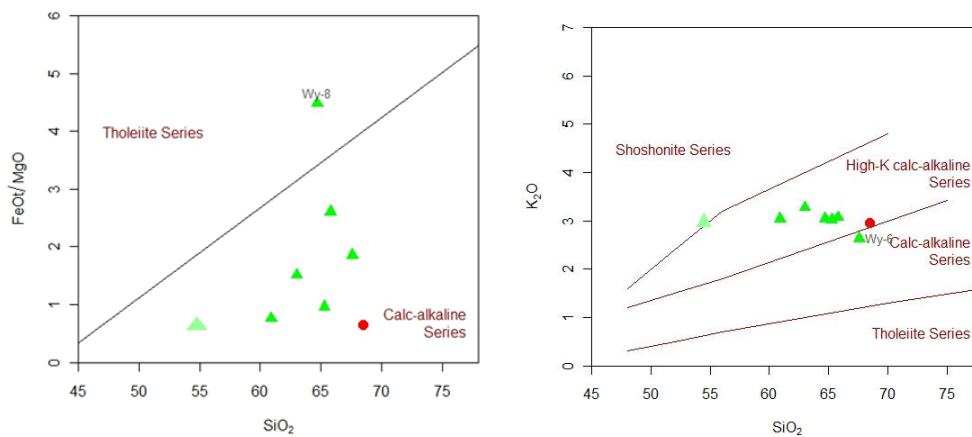 6
5
4
3
2
1
0
FeOt/MgO
Wy-8
Tholeiite Series
Calc-alkaline
Series
45 50 55 60 65 70 75
SiO₂
7
6
5
4
3
2
1
0
K₂O
Shoshonite Series
High-K calc-alkaline
Series
Wy-6
Calc-alkaline
Series
Tholeiite Series
45 50 55 60 65 70 75
SiO₂